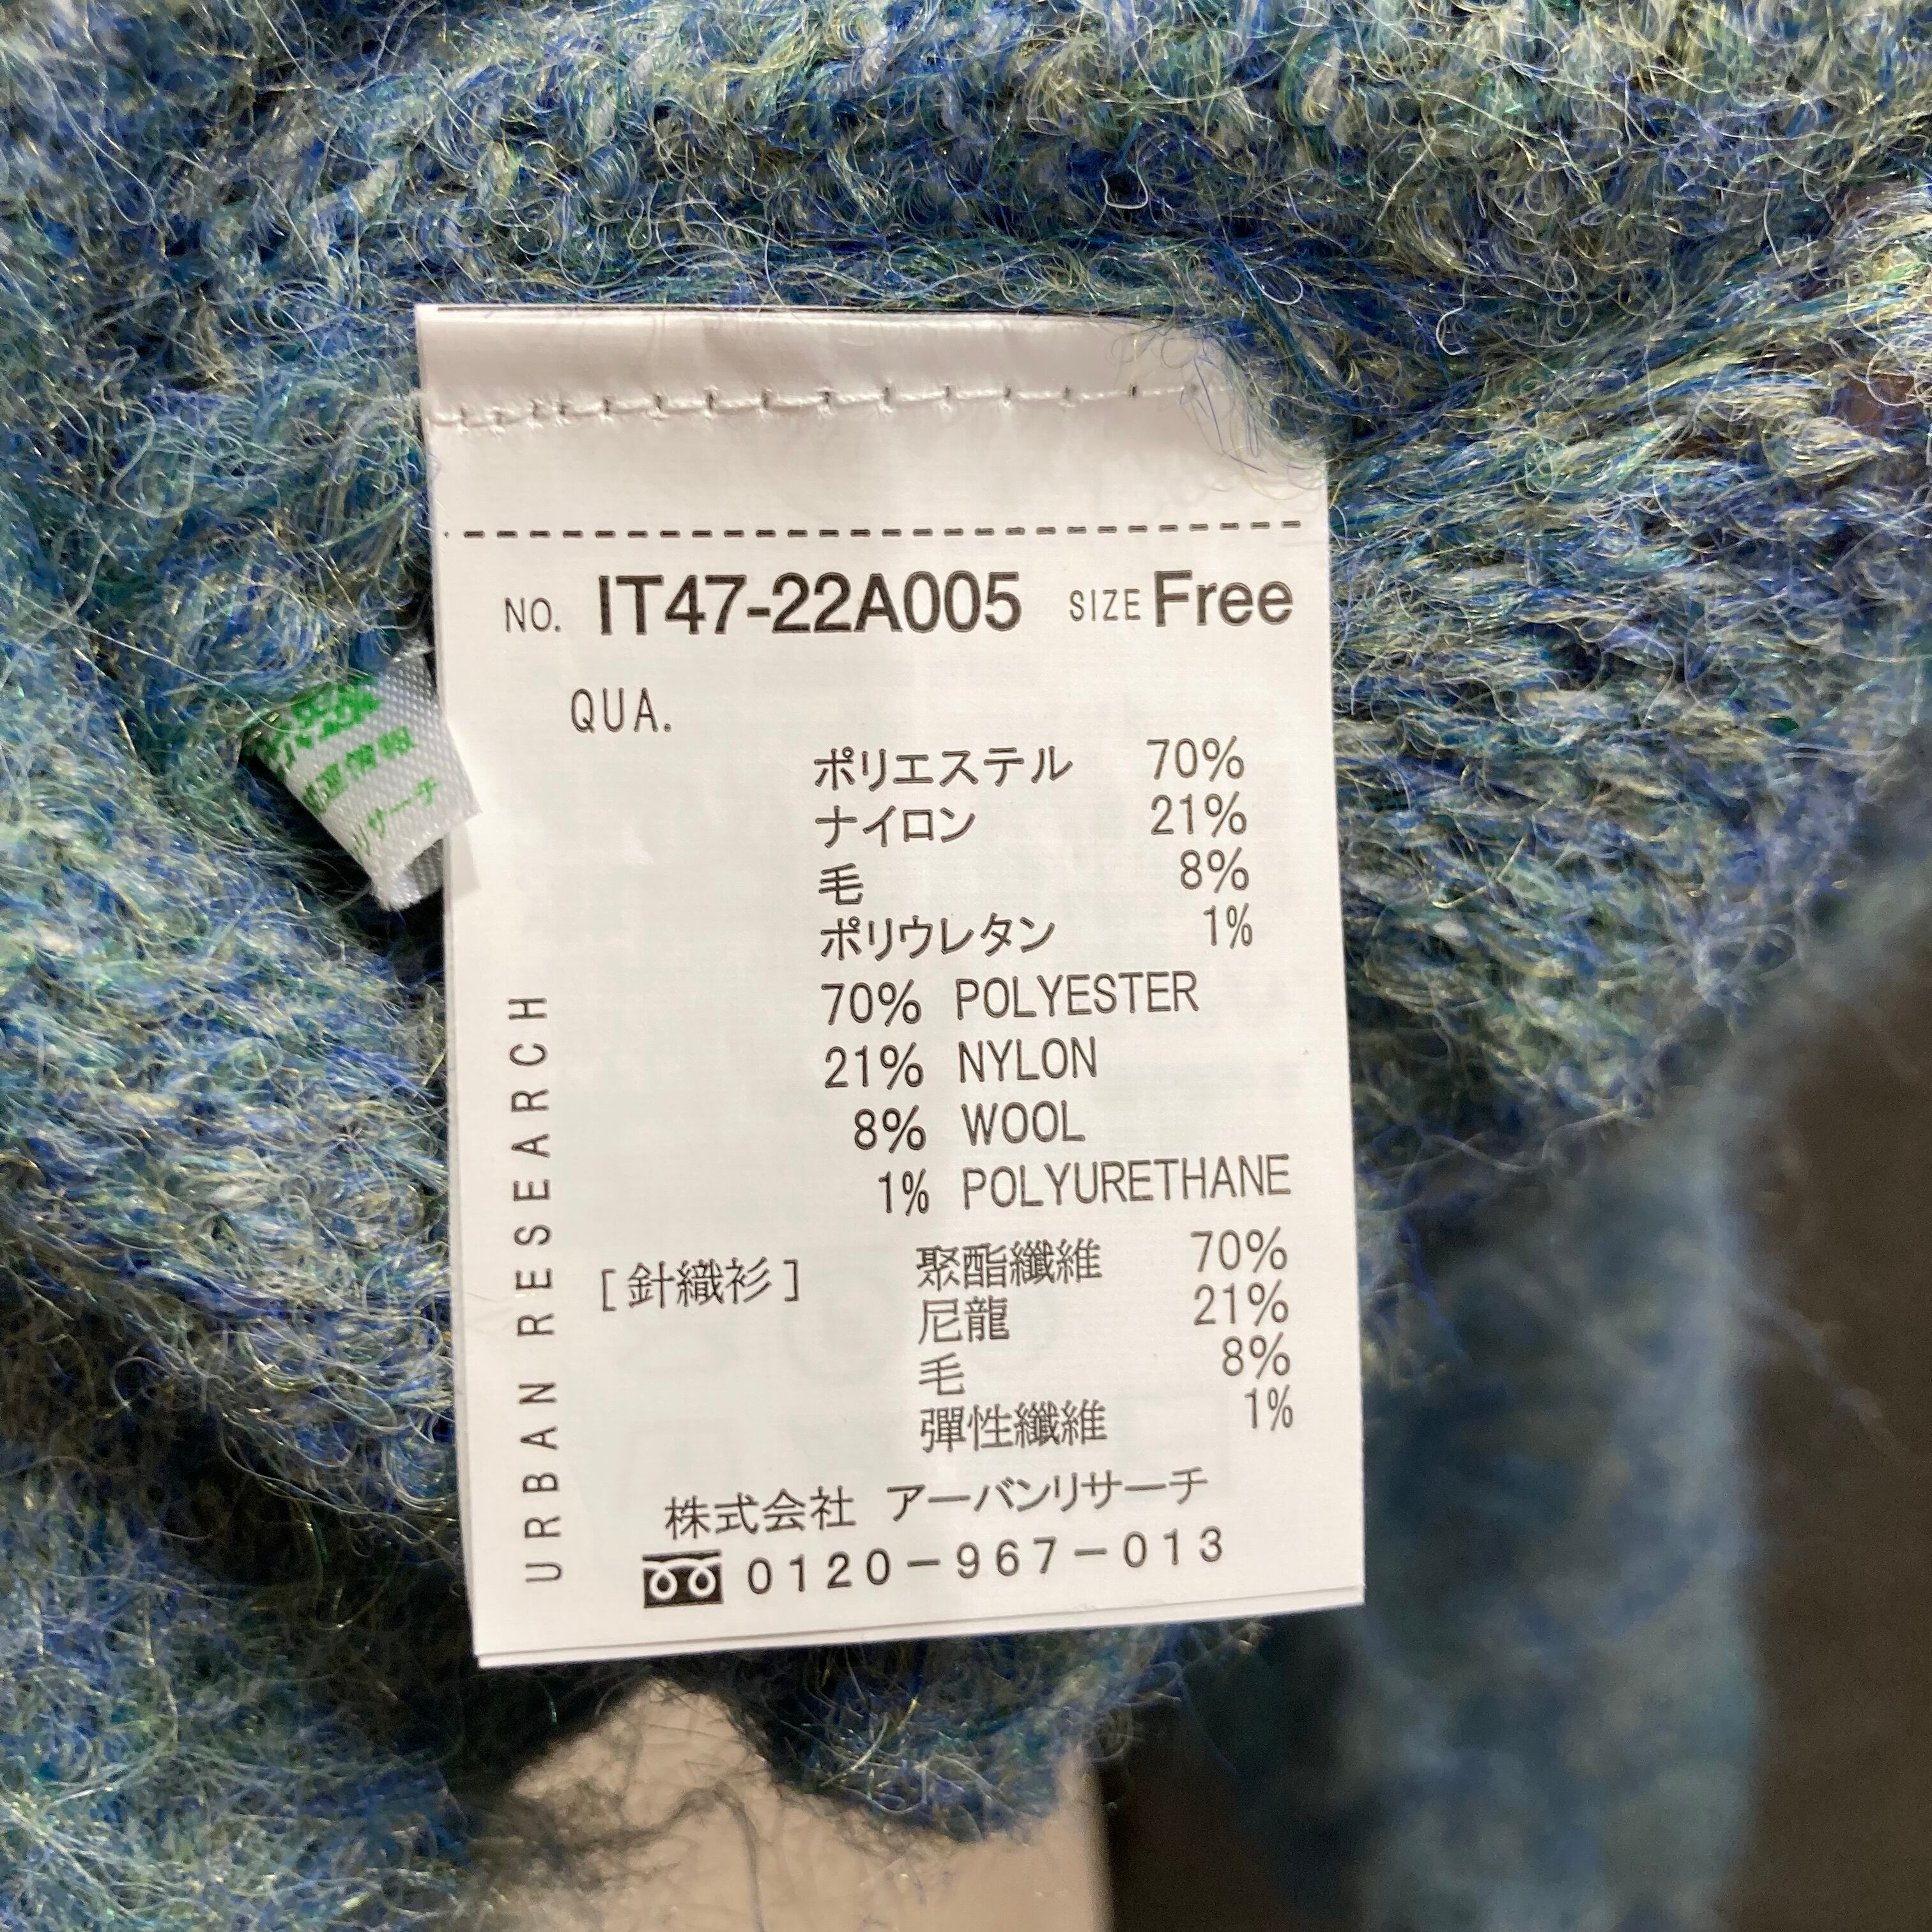 NO. IT47-22A005 SIZE Free
QUA.
ポリエステル 70%
ナイロン 21%
毛 8%
ポリウレタン 1%
70% POLYESTER
21% NYLON
8% WOOL
1% POLYURETHANE
[針織衫] 聚酯纖維 70%
尼龍 21%
毛 8%
彈性纖維 1%
株式会社 アーバンリサーチ
0120-967-013
URBAN RESEARCH
サーチ